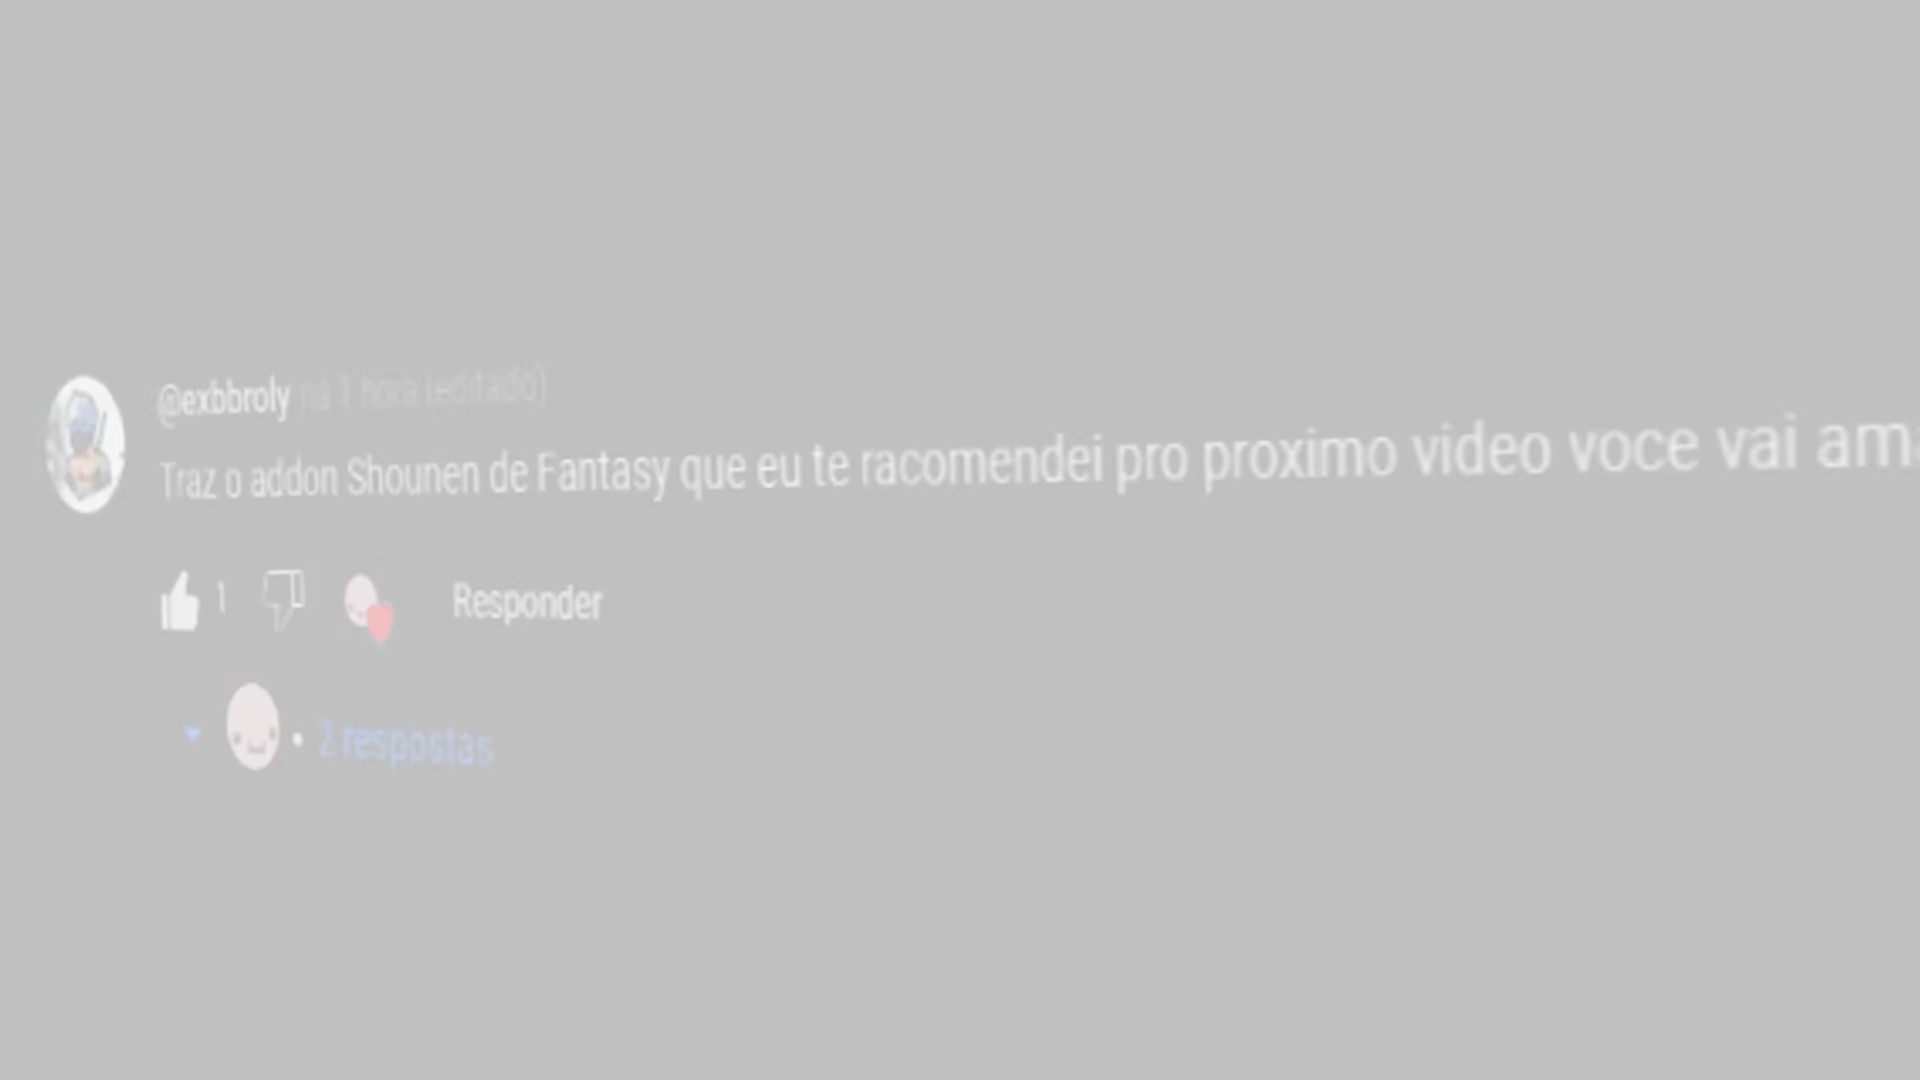 @exbbroly há 1 hora (editado)
Traz o addon Shounen de Fantasy que eu te racomendei pro proximo video voce vai ama
1 Responder
2 respostas